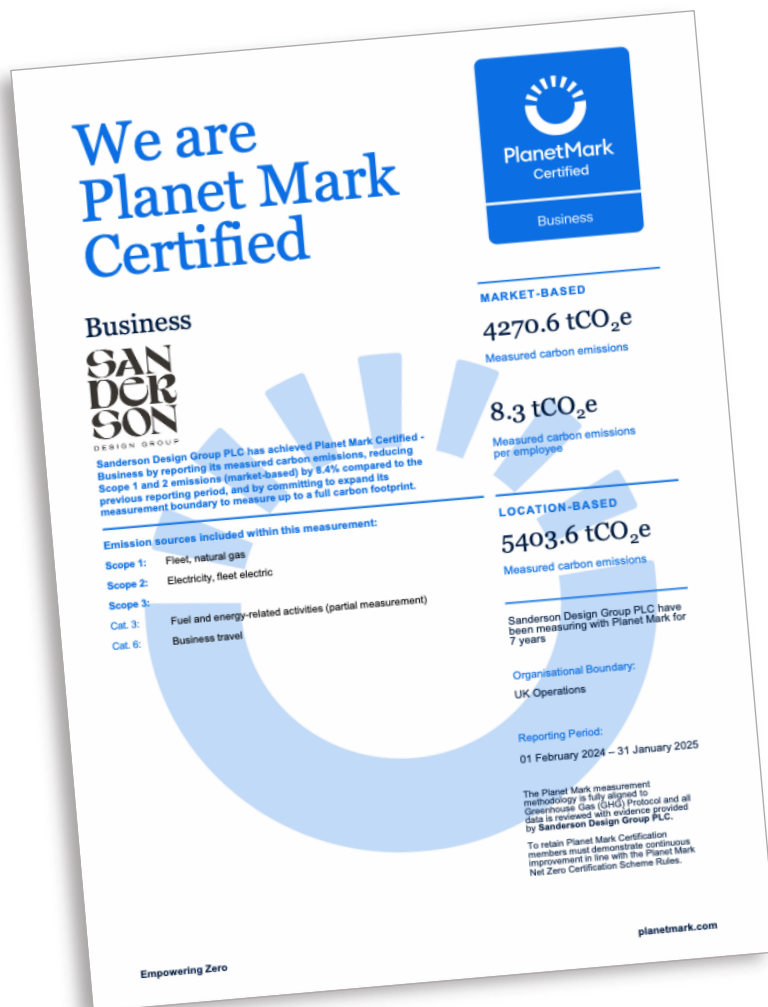 We are
Planet Mark
Certified
PlanetMark
Certified
Business
Business
SAN
DER
SON
DESIGN GROUP
Sanderson Design Group PLC has achieved Planet Mark Certified -
Business by reporting its measured carbon emissions, reducing
Scope 1 and 2 emissions (market-based) by 8.4% compared to the
previous reporting period, and by committing to expand its
measurement boundary to measure up to a full carbon footprint.
Emission sources included within this measurement:
Scope 1: Fleet, natural gas
Scope 2: Electricity, fleet electric
Scope 3:
Cat. 3: Fuel and energy-related activities (partial measurement)
Cat. 6: Business travel
MARKET-BASED
4270.6 tCO₂e
Measured carbon emissions
8.3 tCO₂e
Measured carbon emissions
per employee
LOCATION-BASED
5403.6 tCO₂e
Measured carbon emissions
Sanderson Design Group PLC have
been measuring with Planet Mark for
7 years
Organisational Boundary:
UK Operations
Reporting Period:
01 February 2024 – 31 January 2025
The Planet Mark measurement
methodology is fully aligned to
Greenhouse Gas (GHG) Protocol and all
data is reviewed with evidence provided
by Sanderson Design Group PLC.
To retain Planet Mark Certification
members must demonstrate continuous
improvement in line with the Planet Mark
Net Zero Certification Scheme Rules.
Empowering Zero
planetmark.com